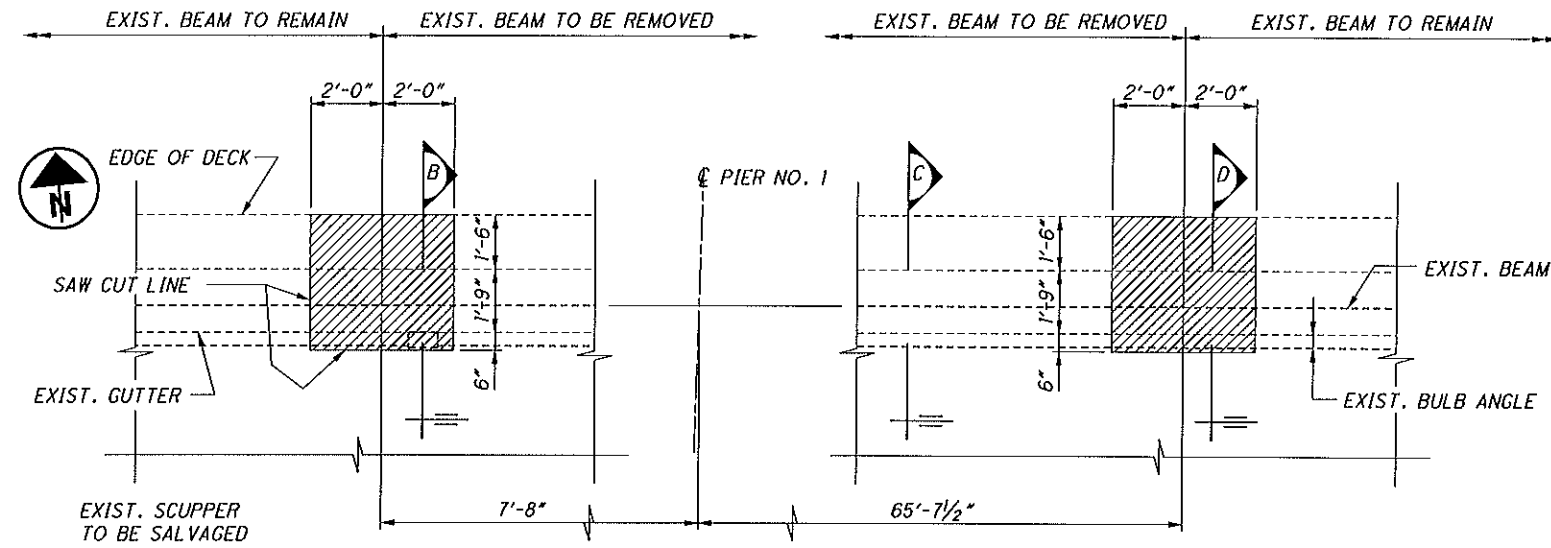 EXIST. BEAM TO REMAIN
EXIST. BEAM TO BE REMOVED
EXIST. BEAM TO BE REMOVED
EXIST. BEAM TO REMAIN
2'-0"
2'-0"
2'-0"
2'-0"
N
EDGE OF DECK
B
℄ PIER NO. 1
C
D
1'-6"
1'-9"
6"
1'-6"
1'-9"
6"
SAW CUT LINE
EXIST. BEAM
EXIST. GUTTER
EXIST. BULB ANGLE
EXIST. SCUPPER
TO BE SALVAGED
7'-8"
65'-7½"